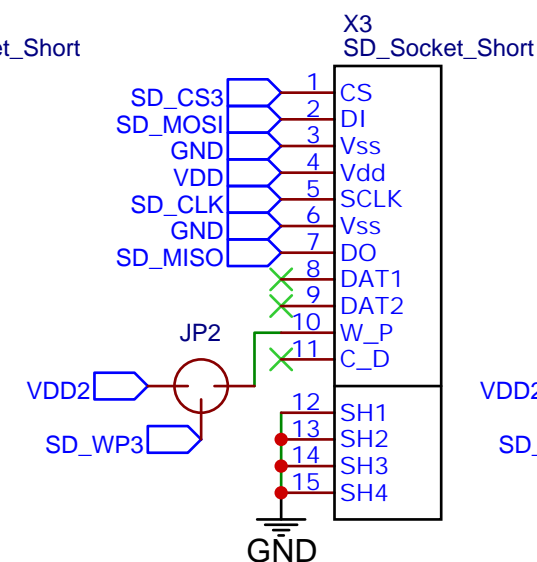 et_Short
X3
SD_Socket_Short
SD_CS3 1 CS
SD_MOSI 2 DI
GND 3 Vss
VDD 4 Vdd
SD_CLK 5 SCLK
GND 6 Vss
SD_MISO 7 DO
8 DAT1
9 DAT2
10 W_P
11 C_D
JP2
VDD2
SD_WP3
12 SH1
13 SH2
14 SH3
15 SH4
GND
VDD2
SD_